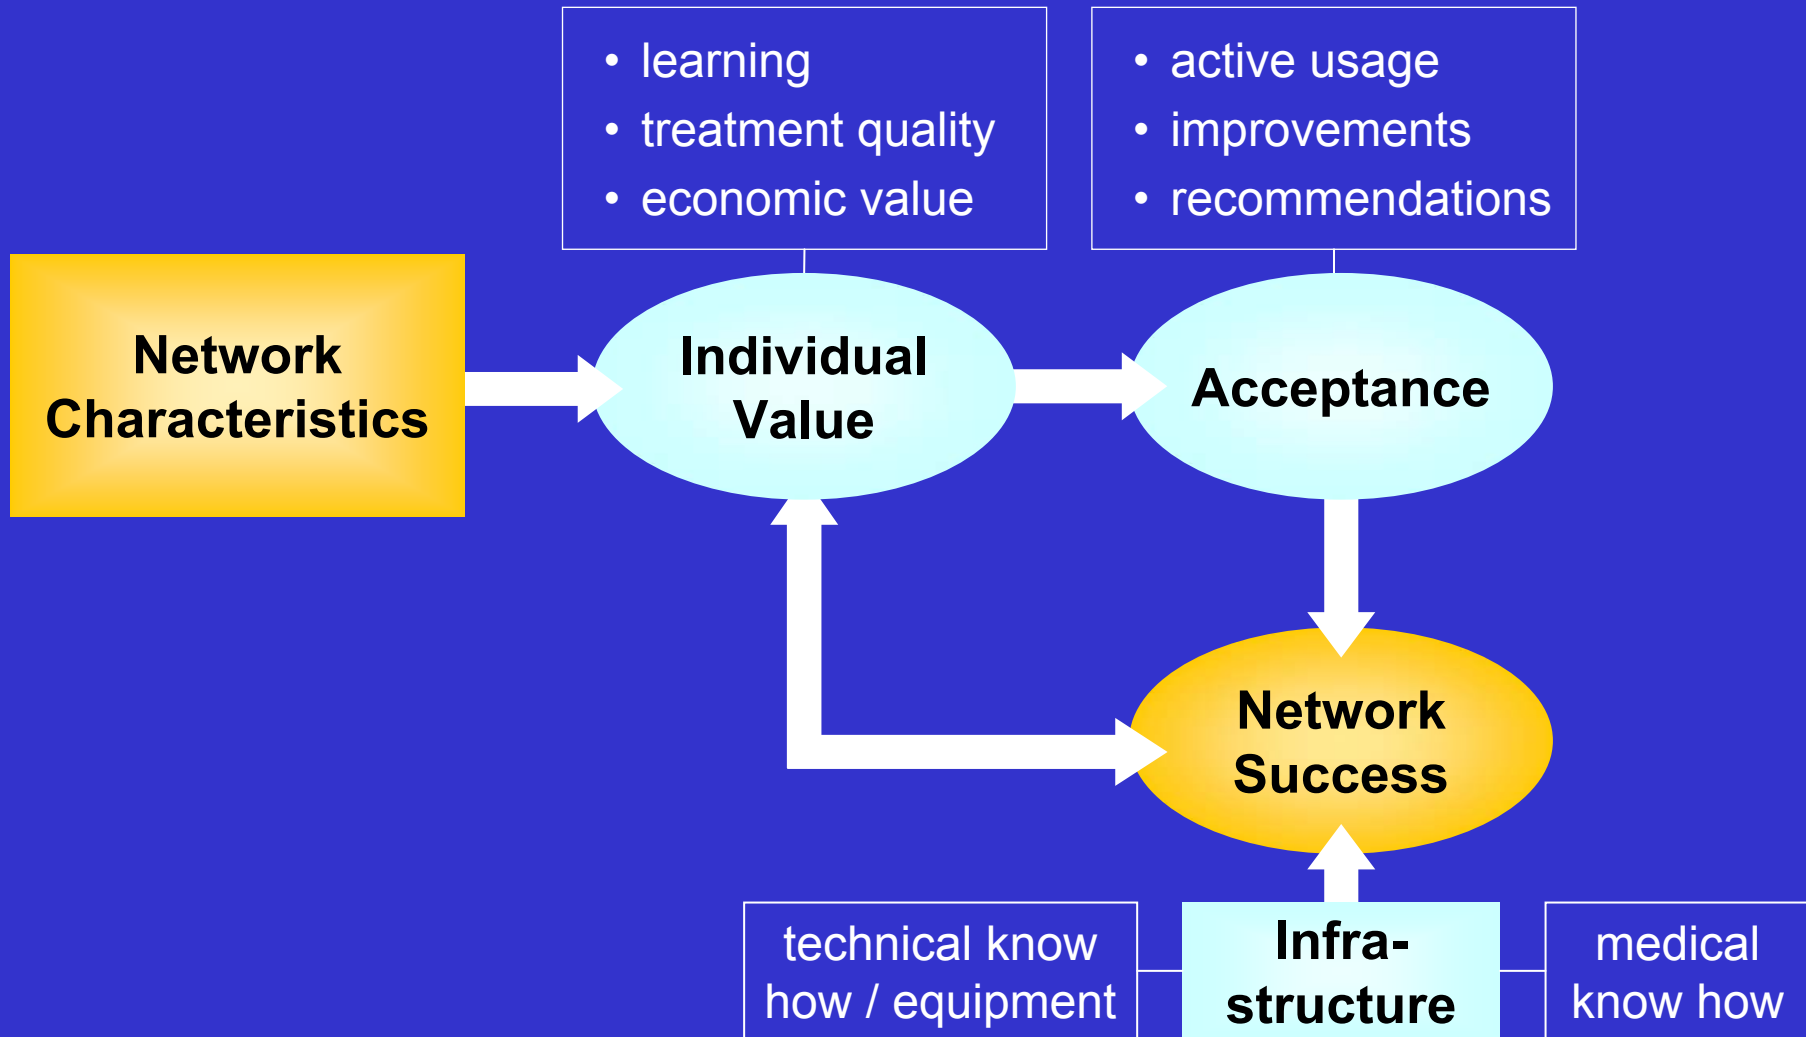 • learning
• treatment quality
• economic value
• active usage
• improvements
• recommendations
Network
Characteristics
Individual
Value
Acceptance
Network
Success
technical know
how / equipment
Infra-
structure
medical
know how